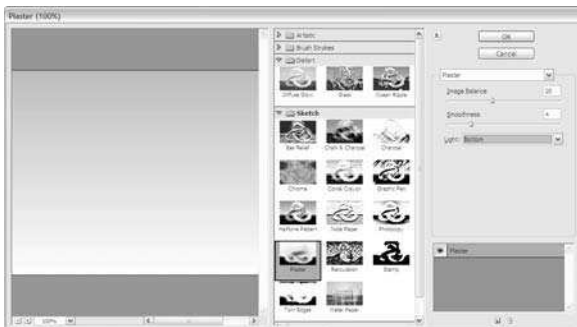 Plaster (100%)
Artistic
Brush Strokes
Distort
Diffuse Glow
Glass
Ocean Ripple
Sketch
Bas Relief
Chalk & Charcoal
Charcoal
Chrome
Conté Crayon
Graphic Pen
Halftone Pattern
Note Paper
Photocopy
Plaster
Reticulation
Stamp
Torn Edges
Water Paper
OK
Cancel
Plaster
Image Balance
Smoothness
Light: Bottom
Plaster
100%